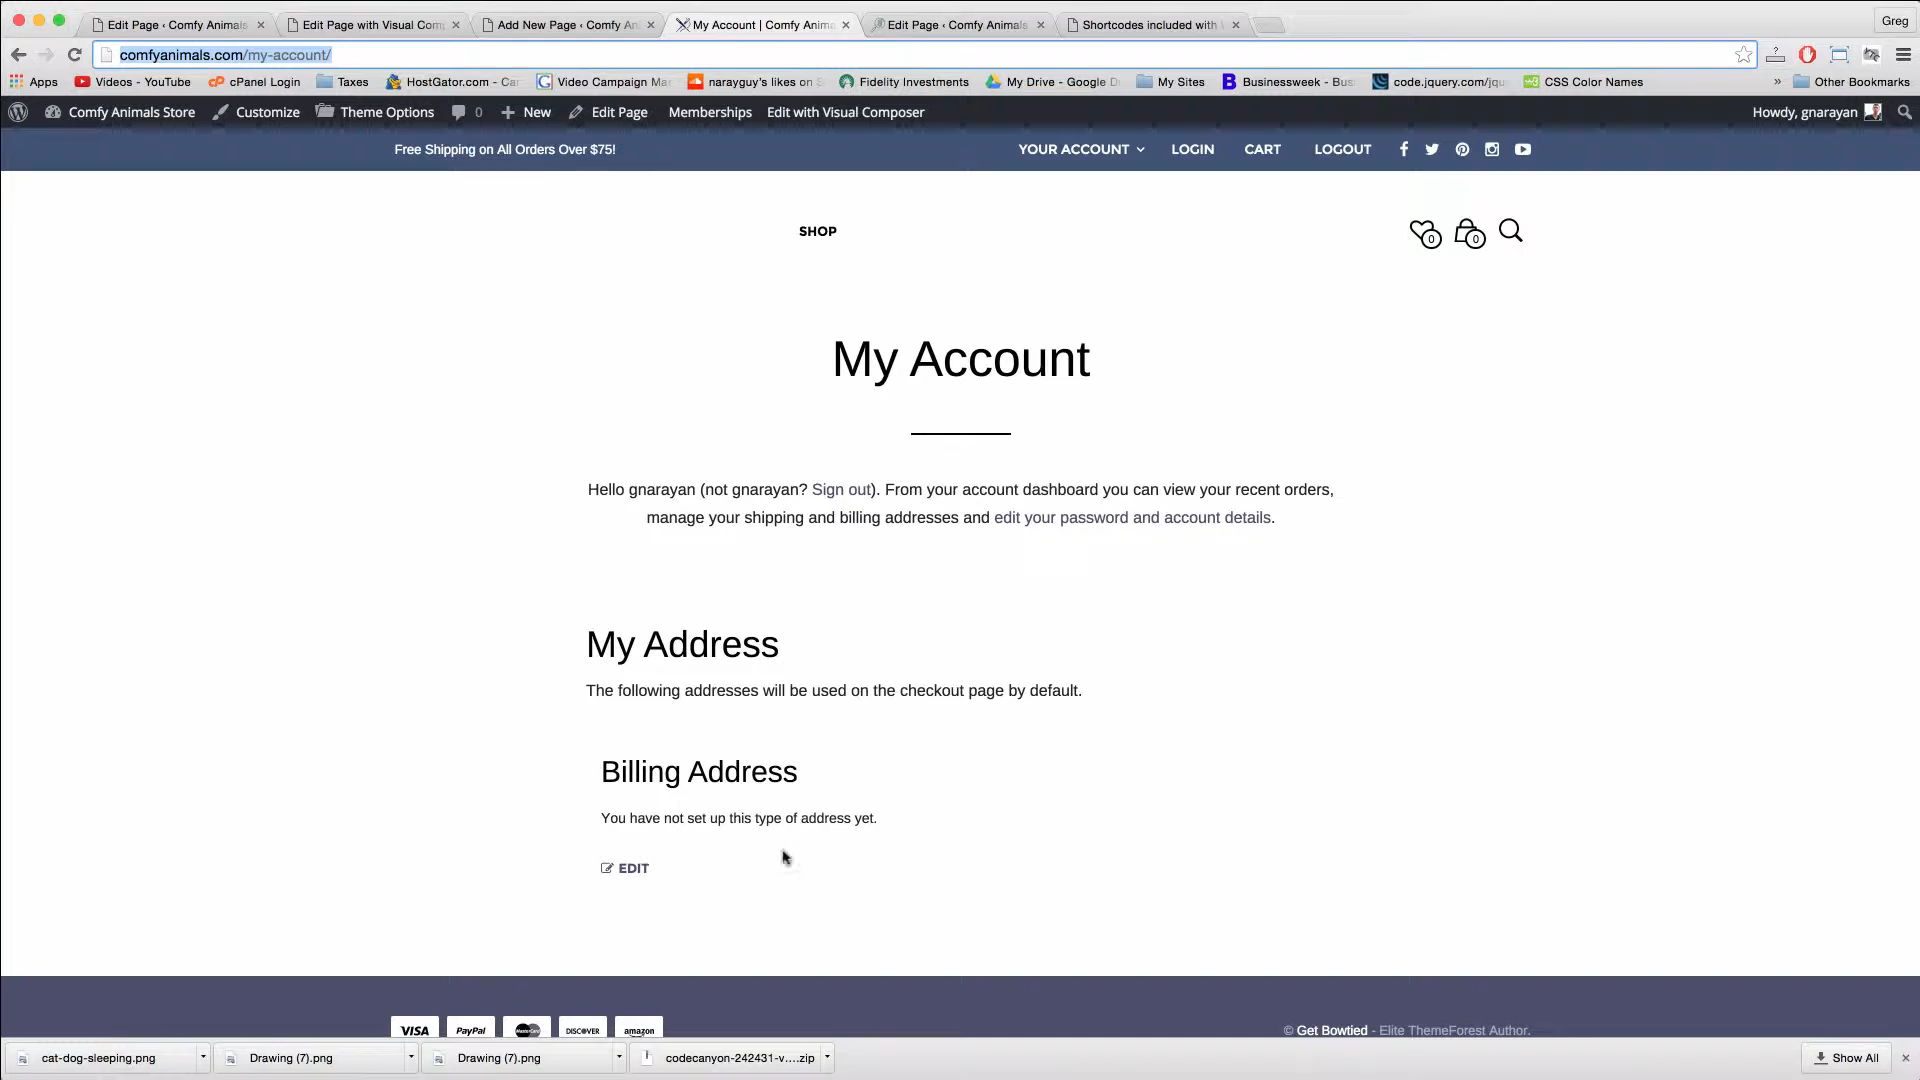 Edit Page ‹ Comfy Animals
Edit Page with Visual Com
Add New Page ‹ Comfy An
My Account | Comfy Anima
Edit Page ‹ Comfy Animals
Shortcodes included with
Greg
comfyanimals.com/my-account/
Apps
Videos - YouTube
cPanel Login
Taxes
HostGator.com - Ca
Video Campaign Ma
narayguy's likes on S
Fidelity Investments
My Drive - Google D
My Sites
Businessweek - Bus
code.jquery.com/jqu
CSS Color Names
»
Other Bookmarks
Comfy Animals Store
Customize
Theme Options
0
New
Edit Page
Memberships
Edit with Visual Composer
Howdy, gnarayan
Free Shipping on All Orders Over $75!
YOUR ACCOUNT
LOGIN
CART
LOGOUT
SHOP
0
0
My Account
Hello gnarayan (not gnarayan? Sign out). From your account dashboard you can view your recent orders,
manage your shipping and billing addresses and edit your password and account details.
My Address
The following addresses will be used on the checkout page by default.
Billing Address
You have not set up this type of address yet.
EDIT
VISA
PayPal
MasterCard
DISCOVER
amazon
© Get Bowtied - Elite ThemeForest Author.
cat-dog-sleeping.png
Drawing (7).png
Drawing (7).png
codecanyon-242431-v....zip
Show All